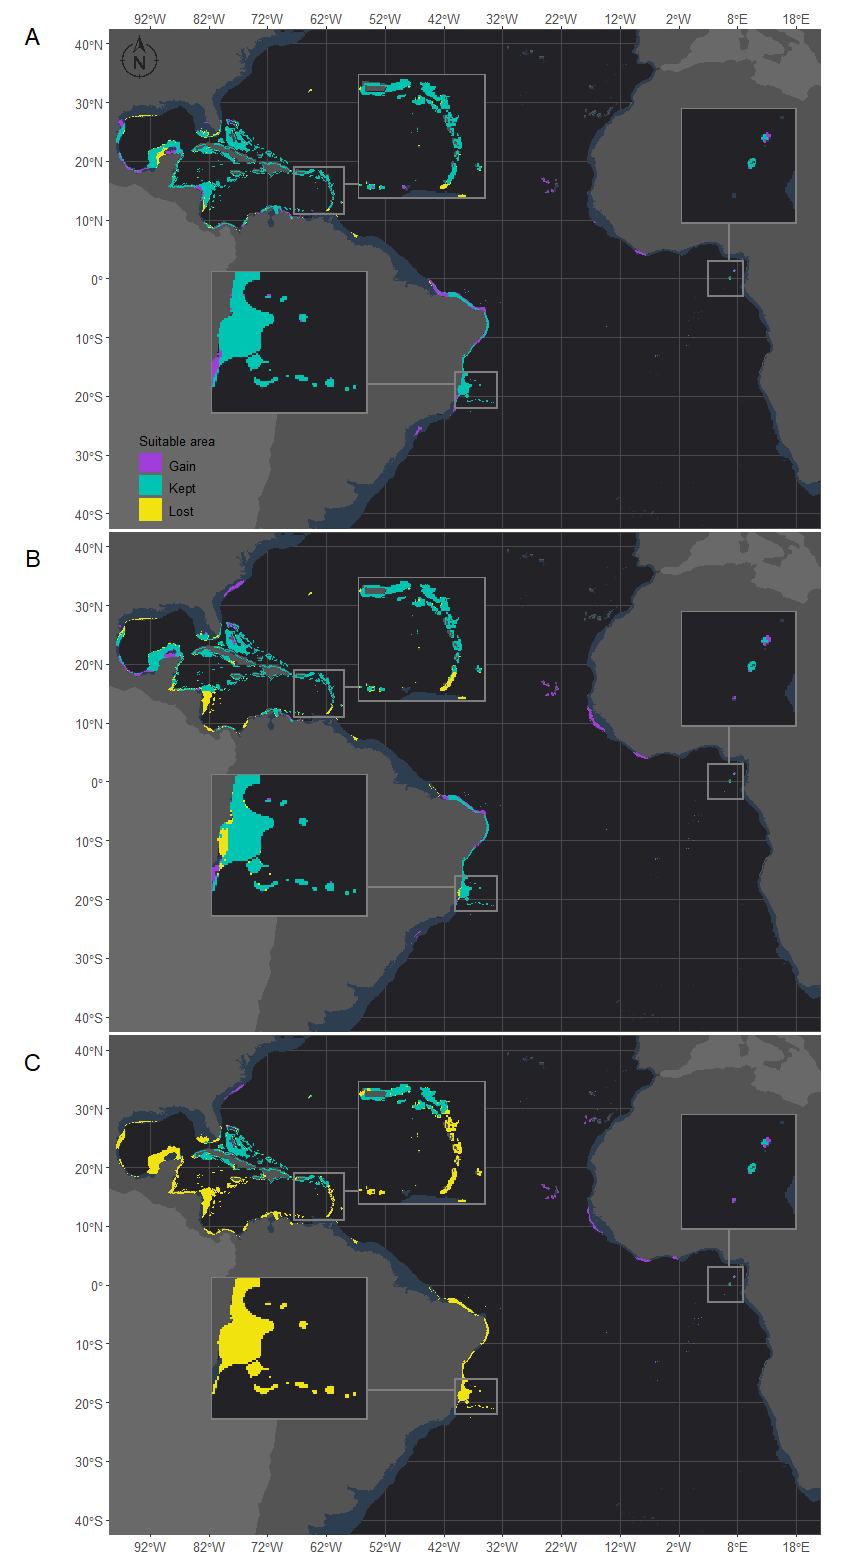 92°W 82°W 72°W 62°W 52°W 42°W 32°W 22°W 12°W 2°W 8°E 18°E
A
40°N
N
30°N
20°N
10°N
0°
10°S
20°S
30°S
40°S
Suitable area
Gain
Kept
Lost
B
40°N
30°N
20°N
10°N
0°
10°S
20°S
30°S
40°S
C
40°N
30°N
20°N
10°N
0°
10°S
20°S
30°S
40°S
92°W 82°W 72°W 62°W 52°W 42°W 32°W 22°W 12°W 2°W 8°E 18°E